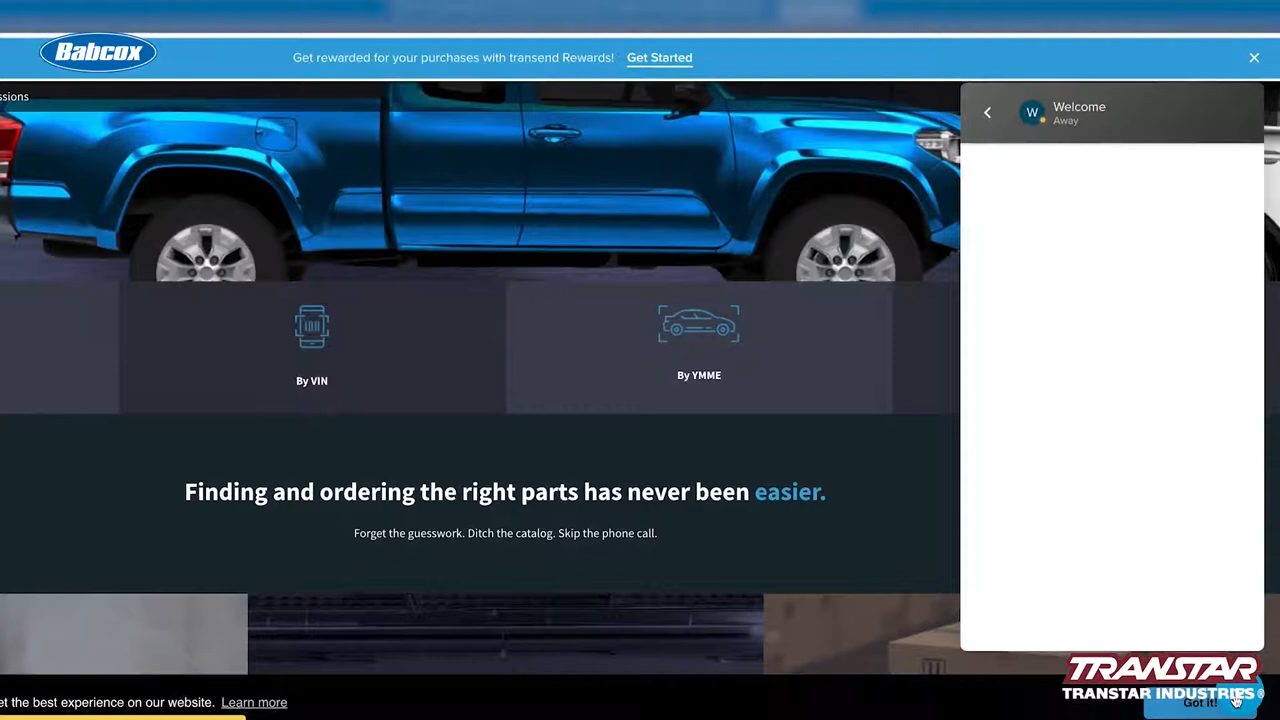 Babcox
Get rewarded for your purchases with transend Rewards! Get Started
ssions
W
Welcome
Away
By VIN
By YMME
Finding and ordering the right parts has never been easier.
Forget the guesswork. Ditch the catalog. Skip the phone call.
TRANSTAR
TRANSTAR INDUSTRIES®
et the best experience on our website. Learn more
Got it!